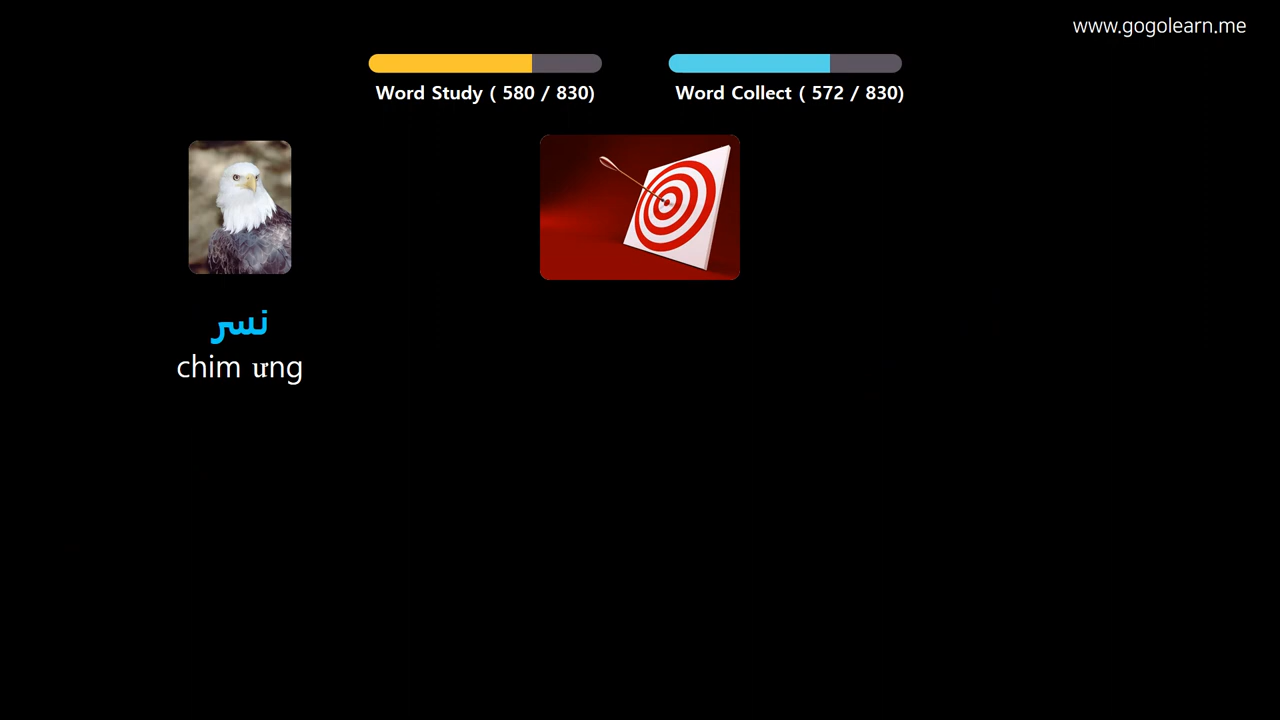 www.gogolearn.me
Word Study ( 580 / 830)
Word Collect ( 572 / 830)
نسر
chim ưng